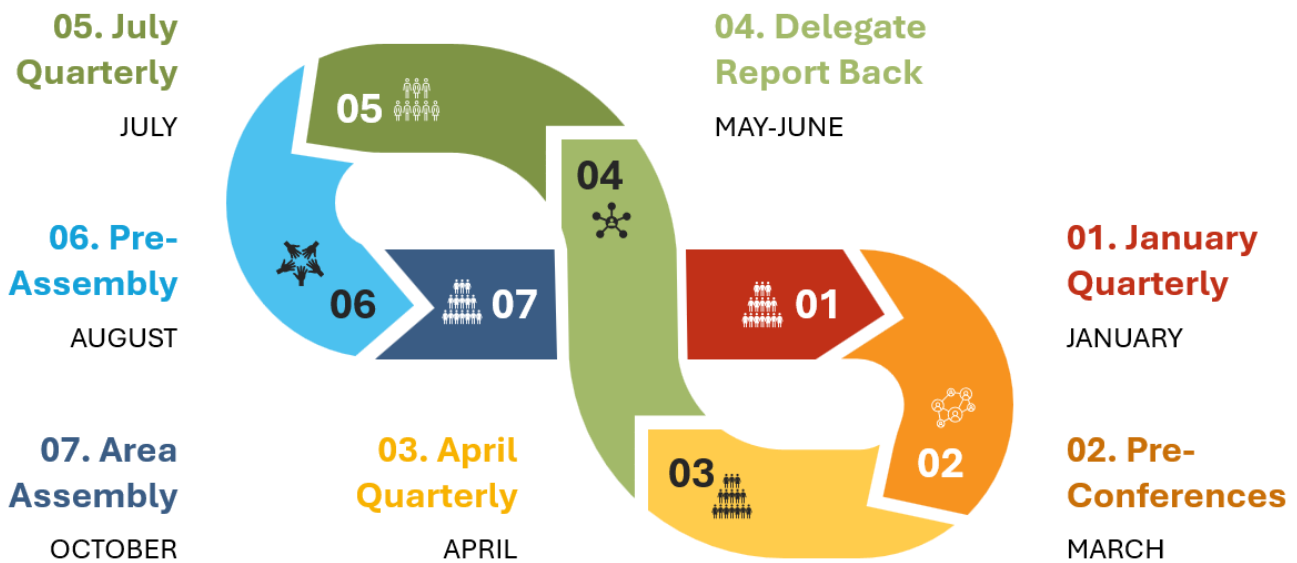 05. July
Quarterly
JULY
04. Delegate
Report Back
MAY-JUNE
05
04
06. Pre-
Assembly
AUGUST
06
07
01
01. January
Quarterly
JANUARY
07. Area
Assembly
OCTOBER
03. April
Quarterly
APRIL
03
02
02. Pre-
Conferences
MARCH